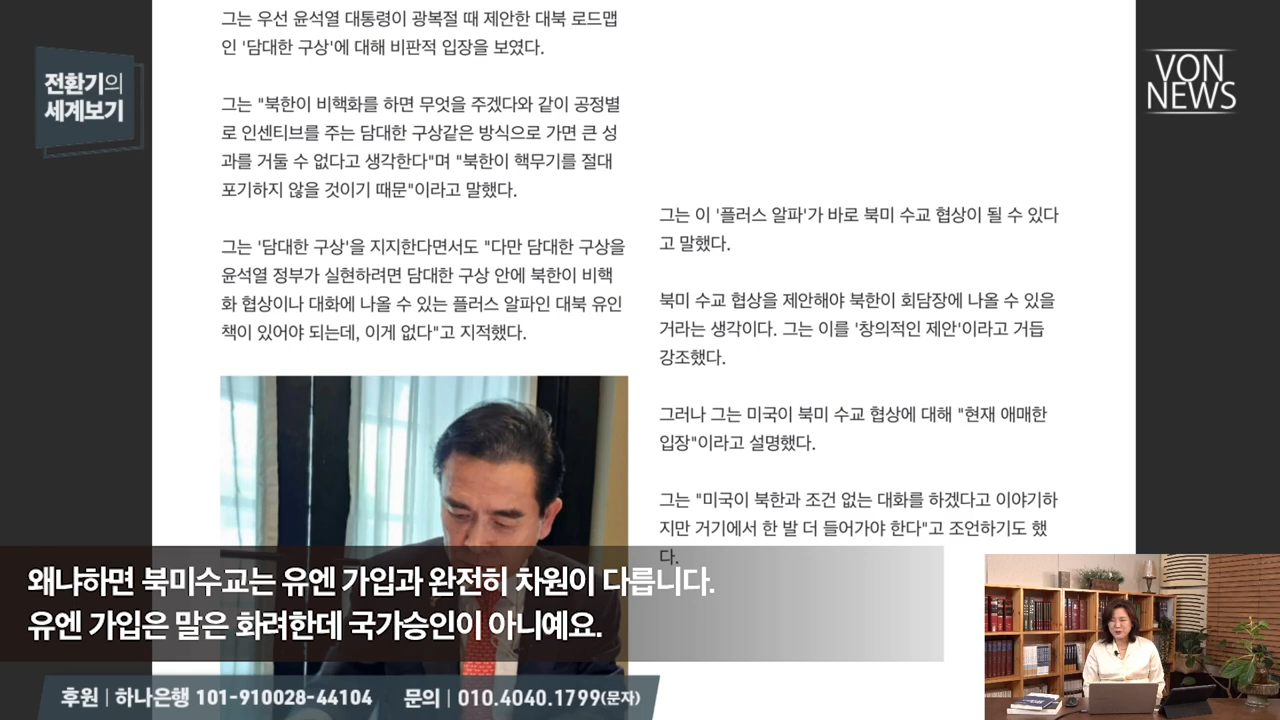 전환기의
세계보기
그는 우선 윤석열 대통령이 광복절 때 제안한 대북 로드맵
인 '담대한 구상'에 대해 비판적 입장을 보였다.
그는 "북한이 비핵화를 하면 무엇을 주겠다와 같이 공정별
로 인센티브를 주는 담대한 구상같은 방식으로 가면 큰 성
과를 거둘 수 없다고 생각한다"며 "북한이 핵무기를 절대
포기하지 않을 것이기 때문"이라고 말했다.
그는 '담대한 구상'을 지지한다면서도 "다만 담대한 구상을
윤석열 정부가 실현하려면 담대한 구상 안에 북한이 비핵
화 협상이나 대화에 나올 수 있는 플러스 알파인 대북 유인
책이 있어야 되는데, 이게 없다"고 지적했다.
그는 이 '플러스 알파'가 바로 북미 수교 협상이 될 수 있다
고 말했다.
북미 수교 협상을 제안해야 북한이 회담장에 나올 수 있을
거라는 생각이다. 그는 이를 '창의적인 제안'이라고 거듭
강조했다.
그러나 그는 미국이 북미 수교 협상에 대해 "현재 애매한
입장"이라고 설명했다.
그는 "미국이 북한과 조건 없는 대화를 하겠다고 이야기하
지만 거기에서 한 발 더 들어가야 한다"고 조언하기도 했
다.
VON
NEWS
왜냐하면 북미수교는 유엔 가입과 완전히 차원이 다릅니다.
유엔 가입은 말은 화려한데 국가승인이 아니예요.
후원 | 하나은행 101-910028-44104 문의 | 010.4040.1799(문자)